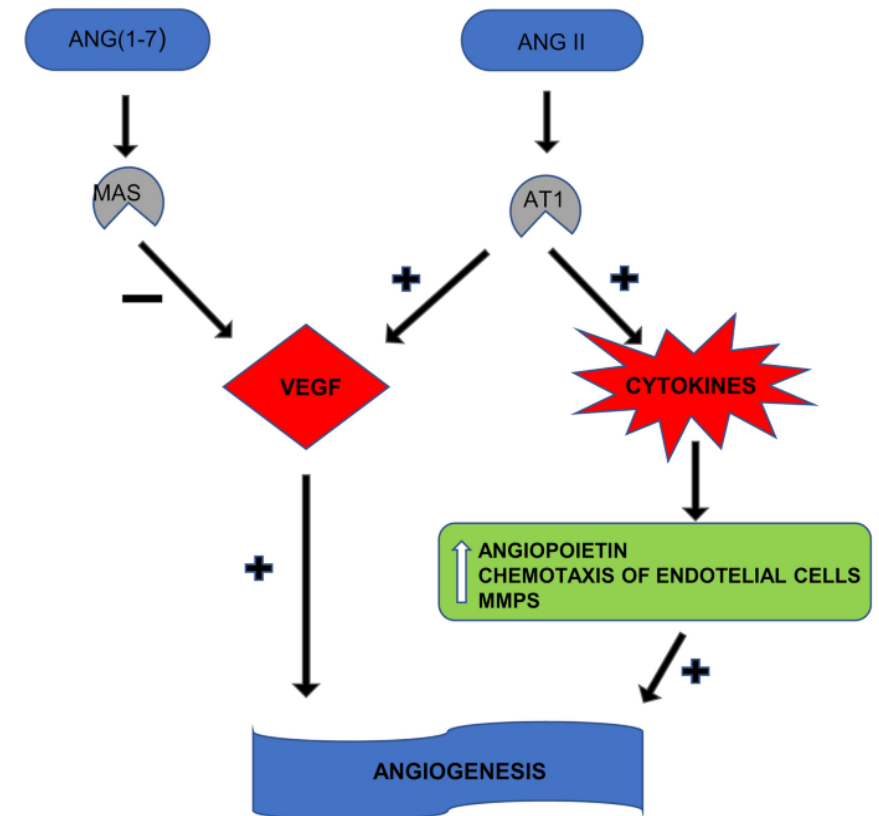 ANG(1-7)
ANG II
MAS
AT1
+
+
−
VEGF
CYTOKINES
ANGIOPOIETIN
CHEMOTAXIS OF ENDOTELIAL CELLS
MMPS
+
+
ANGIOGENESIS